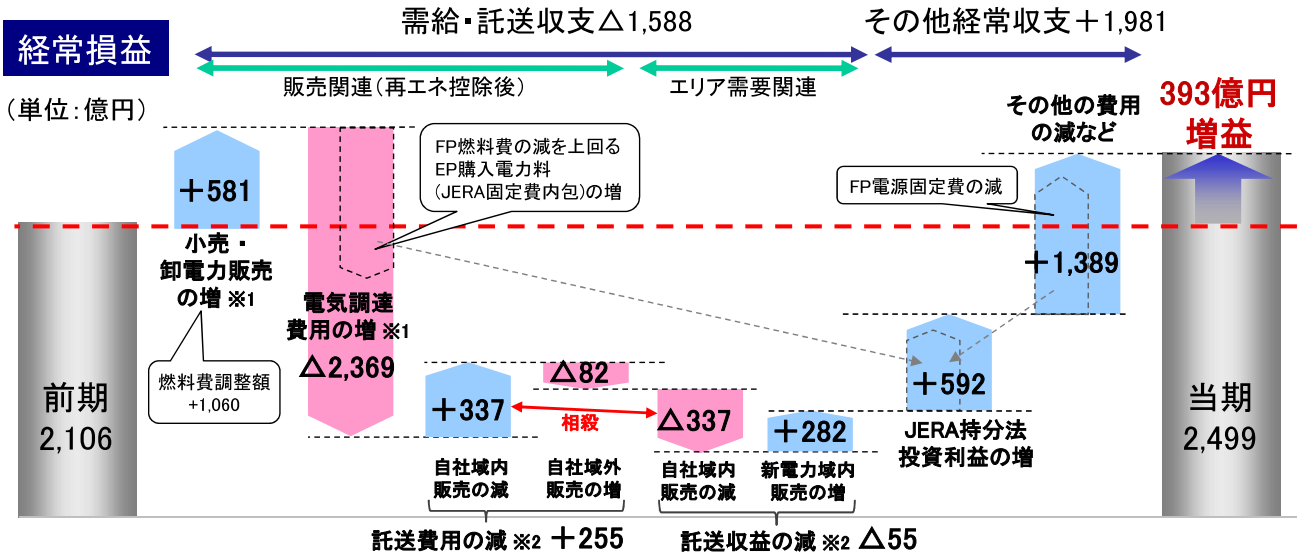 経常損益
(単位:億円)
需給・託送収支△1,588
その他経常収支+1,981
販売関連(再エネ控除後)
エリア需要関連
393億円
増益
その他の費用
の減など
FP燃料費の減を上回る
EP購入電力料
(JERA固定費内包)の増
FP電源固定費の減
+581
小売・
卸電力販売
の増 ※1
燃料費調整額
+1,060
電気調達
費用の増 ※1
△2,369
+1,389
+592
JERA持分法
投資利益の増
前期
2,106
+337
△82
相殺
△337
+282
自社域内
販売の減
自社域外
販売の増
自社域内
販売の減
新電力域内
販売の増
託送費用の減 ※2 +255
託送収益の減 ※2 △55
当期
2,499